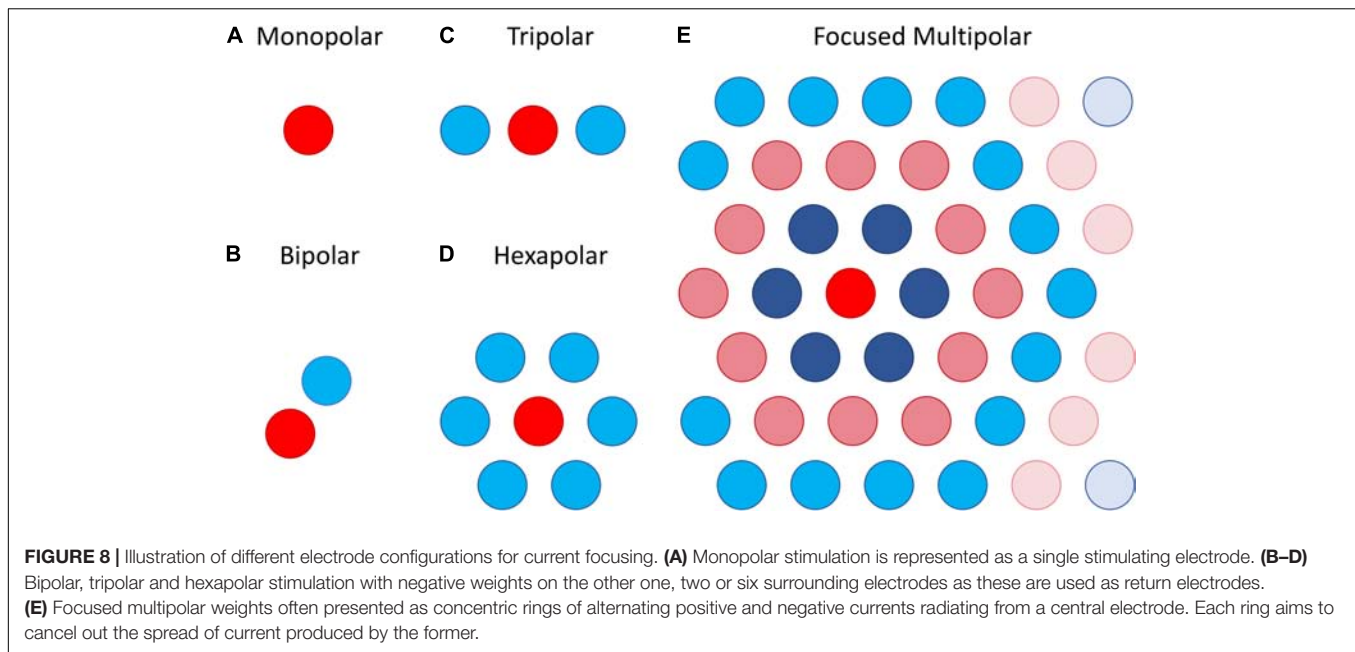 A Monopolar
C Tripolar
E Focused Multipolar
B Bipolar
D Hexapolar
FIGURE 8 | Illustration of different electrode configurations for current focusing. (A) Monopolar stimulation is represented as a single stimulating electrode. (B–D)
Bipolar, tripolar and hexapolar stimulation with negative weights on the other one, two or six surrounding electrodes as these are used as return electrodes.
(E) Focused multipolar weights often presented as concentric rings of alternating positive and negative currents radiating from a central electrode. Each ring aims to
cancel out the spread of current produced by the former.